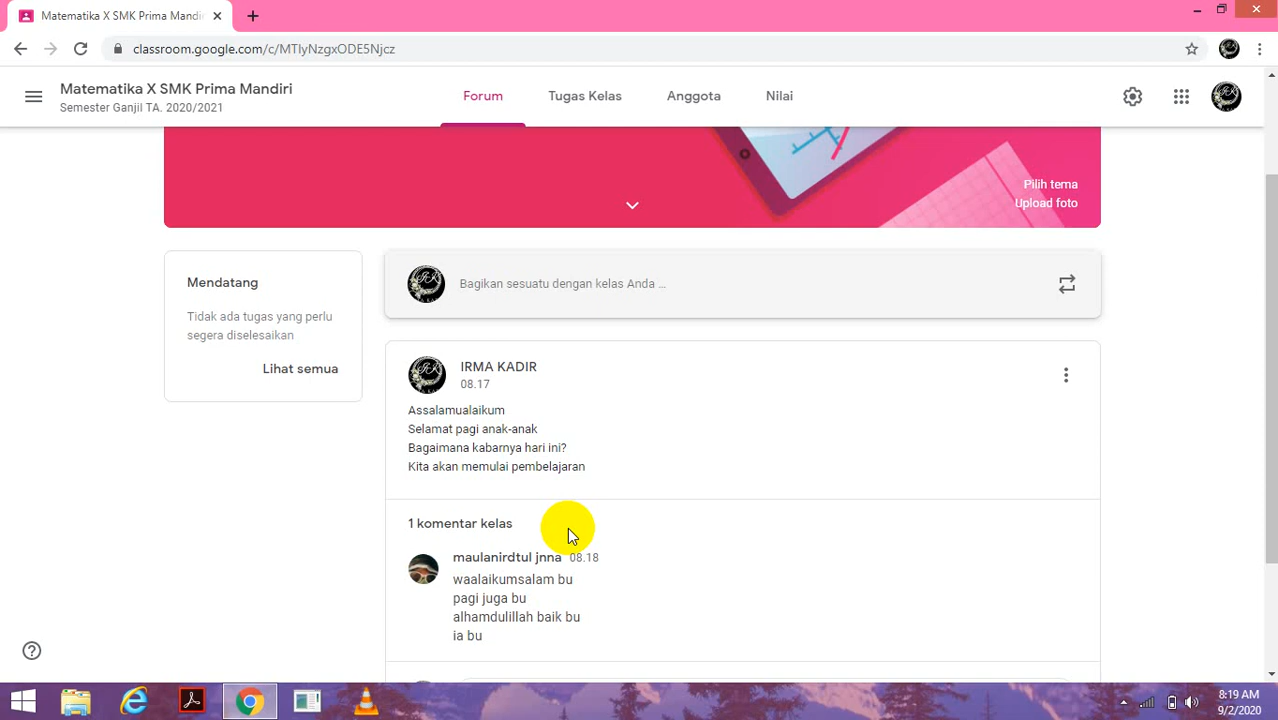 Matematika X SMK Prima Mandi
classroom.google.com/c/MTIyNzgxODE5Njcz
Matematika X SMK Prima Mandiri
Semester Ganjil TA. 2020/2021
Forum
Tugas Kelas
Anggota
Nilai
Pilih tema
Upload foto
Mendatang
Tidak ada tugas yang perlu
segera diselesaikan
Lihat semua
Bagikan sesuatu dengan kelas Anda ...
IRMA KADIR
08.17
Assalamualaikum
Selamat pagi anak-anak
Bagaimana kabarnya hari ini?
Kita akan memulai pembelajaran
1 komentar kelas
maulanirdtul jnna 08.18
waalaikumsalam bu
pagi juga bu
alhamdulillah baik bu
ia bu
8:19 AM
9/2/2020